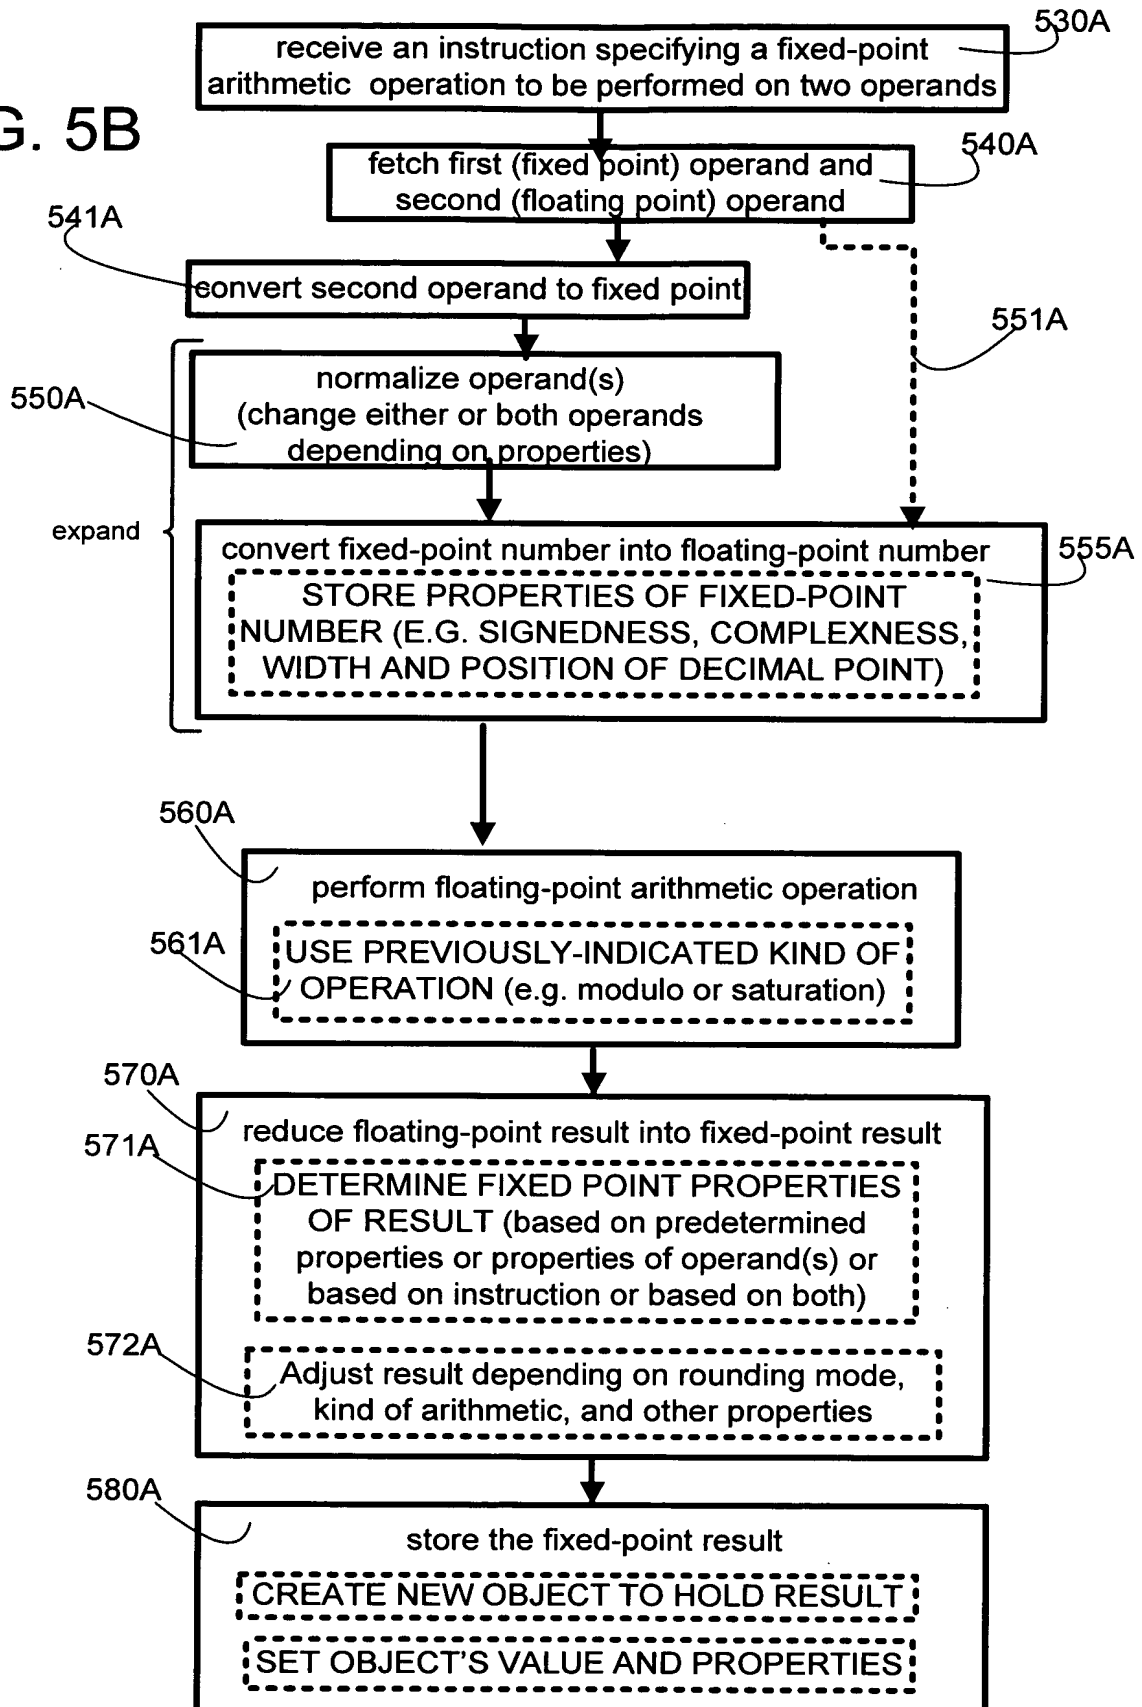 530A
receive an instruction specifying a fixed-point
arithmetic operation to be performed on two operands
G. 5B
540A
fetch first (fixed point) operand and
second (floating point) operand
541A
convert second operand to fixed point
551A
normalize operand(s)
(change either or both operands
depending on properties)
550A
expand
convert fixed-point number into floating-point number
555A
STORE PROPERTIES OF FIXED-POINT
NUMBER (E.G. SIGNEDNESS, COMPLEXNESS,
WIDTH AND POSITION OF DECIMAL POINT)
560A
perform floating-point arithmetic operation
561A
USE PREVIOUSLY-INDICATED KIND OF
OPERATION (e.g. modulo or saturation)
570A
reduce floating-point result into fixed-point result
571A
DETERMINE FIXED POINT PROPERTIES
OF RESULT (based on predetermined
properties or properties of operand(s) or
based on instruction or based on both)
572A
Adjust result depending on rounding mode,
kind of arithmetic, and other properties
580A
store the fixed-point result
CREATE NEW OBJECT TO HOLD RESULT
SET OBJECT'S VALUE AND PROPERTIES